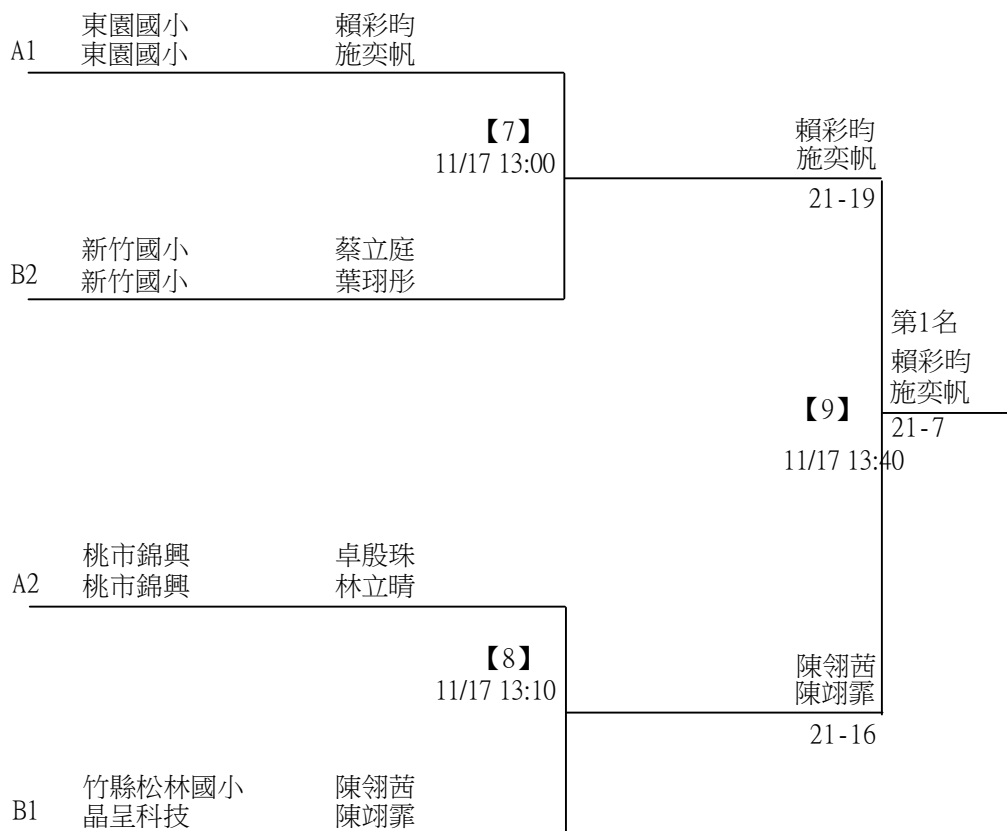 A1 東園國小 賴彩昀
東園國小 施奕帆
【7】
11/17 13:00
賴彩昀
施奕帆
21-19
B2 新竹國小 蔡立庭
新竹國小 葉珝彤
第1名
賴彩昀
施奕帆
21-7
【9】
11/17 13:40
A2 桃市錦興 卓殷珠
桃市錦興 林立晴
【8】
11/17 13:10
陳翎茜
陳翊霏
21-16
B1 竹縣松林國小 陳翎茜
晶呈科技 陳翊霏